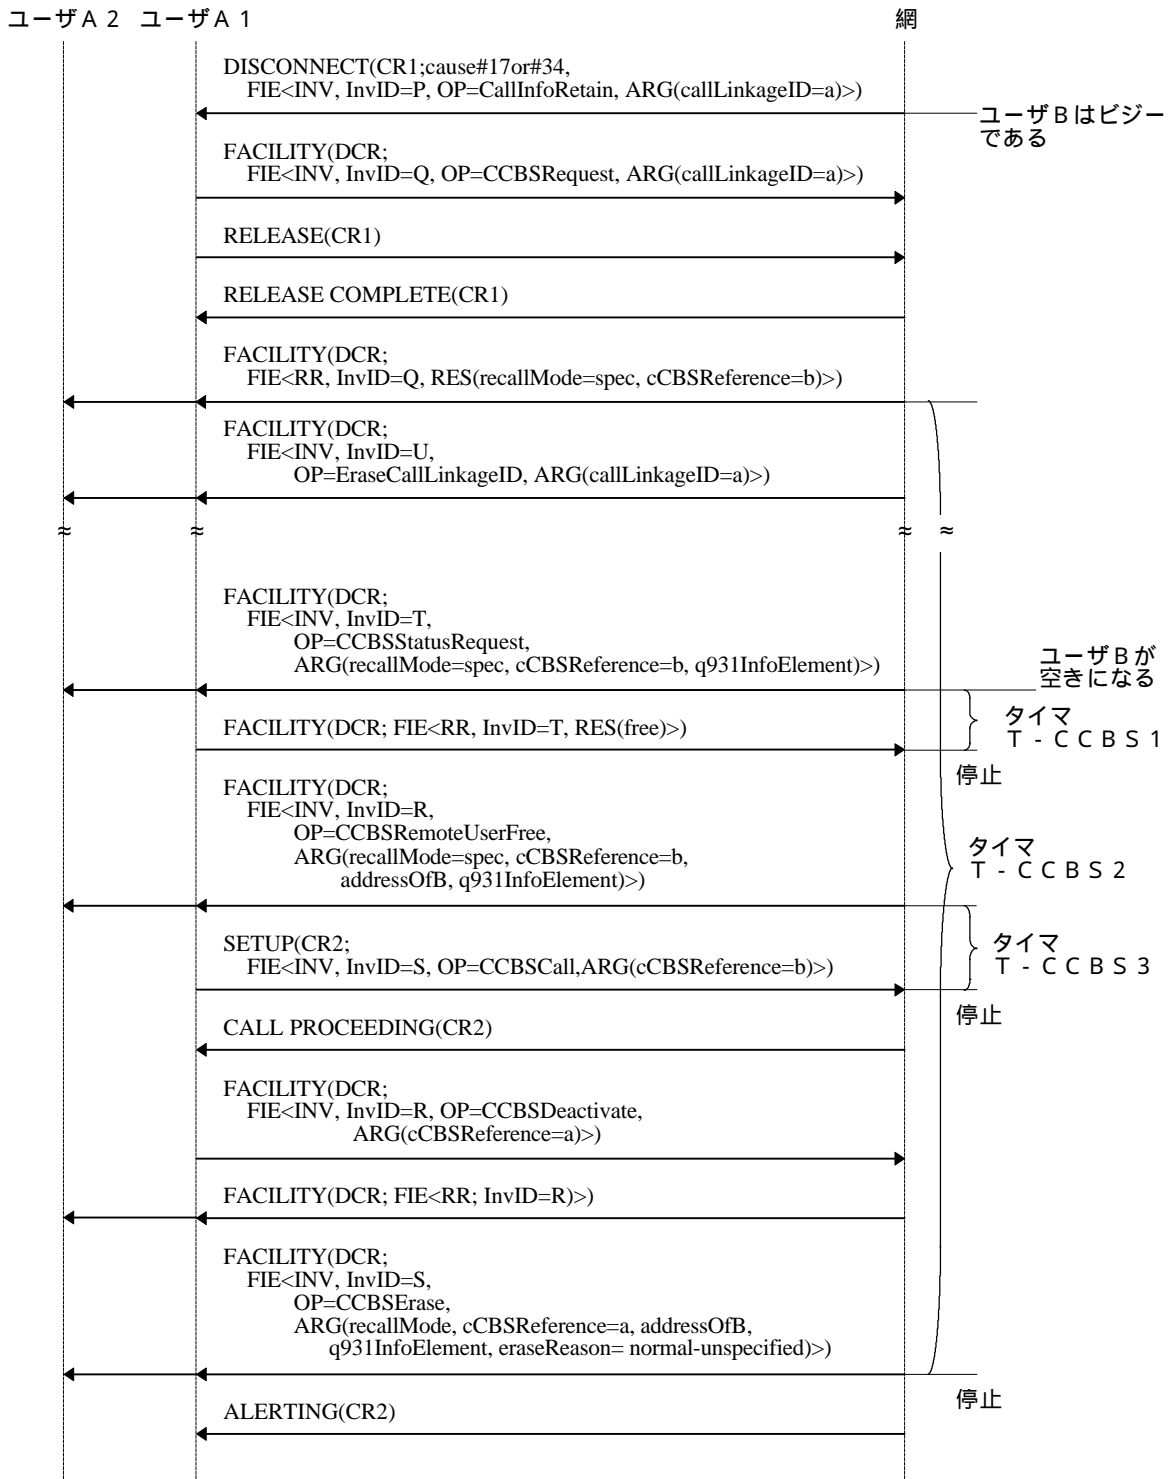 ユーザA2 ユーザA1 網
DISCONNECT(CR1;cause#17or#34,
FIE<INV, InvID=P, OP=CallInfoRetain, ARG(callLinkageID=a)>)
ユーザBはビジー
である
FACILITY(DCR;
FIE<INV, InvID=Q, OP=CCBSRequest, ARG(callLinkageID=a)>)
RELEASE(CR1)
RELEASE COMPLETE(CR1)
FACILITY(DCR;
FIE<RR, InvID=Q, RES(recallMode=spec, cCBSReference=b)>)
FACILITY(DCR;
FIE<INV, InvID=U,
OP=EraseCallLinkageID, ARG(callLinkageID=a)>)
≈ ≈ ≈ ≈
FACILITY(DCR;
FIE<INV, InvID=T,
OP=CCBSStatusRequest,
ARG(recallMode=spec, cCBSReference=b, q931InfoElement)>)
ユーザBが
空きになる
FACILITY(DCR; FIE<RR, InvID=T, RES(free)>)
タイマ
T-CCBS1
停止
FACILITY(DCR;
FIE<INV, InvID=R,
OP=CCBSRemoteUserFree,
ARG(recallMode=spec, cCBSReference=b,
addressOfB, q931InfoElement)>)
タイマ
T-CCBS2
SETUP(CR2;
FIE<INV, InvID=S, OP=CCBSCall,ARG(cCBSReference=b)>)
タイマ
T-CCBS3
停止
CALL PROCEEDING(CR2)
FACILITY(DCR;
FIE<INV, InvID=R, OP=CCBSDeactivate,
ARG(cCBSReference=a)>)
FACILITY(DCR; FIE<RR; InvID=R)>)
FACILITY(DCR;
FIE<INV, InvID=S,
OP=CCBSErase,
ARG(recallMode, cCBSReference=a, addressOfB,
q931InfoElement, eraseReason= normal-unspecified)>)
停止
ALERTING(CR2)